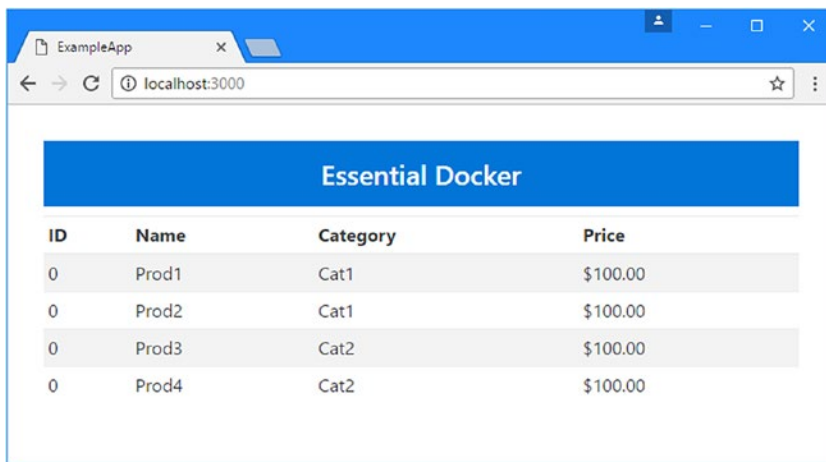 ExampleApp
localhost:3000
Essential Docker
ID Name Category Price
0 Prod1 Cat1 $100.00
0 Prod2 Cat1 $100.00
0 Prod3 Cat2 $100.00
0 Prod4 Cat2 $100.00